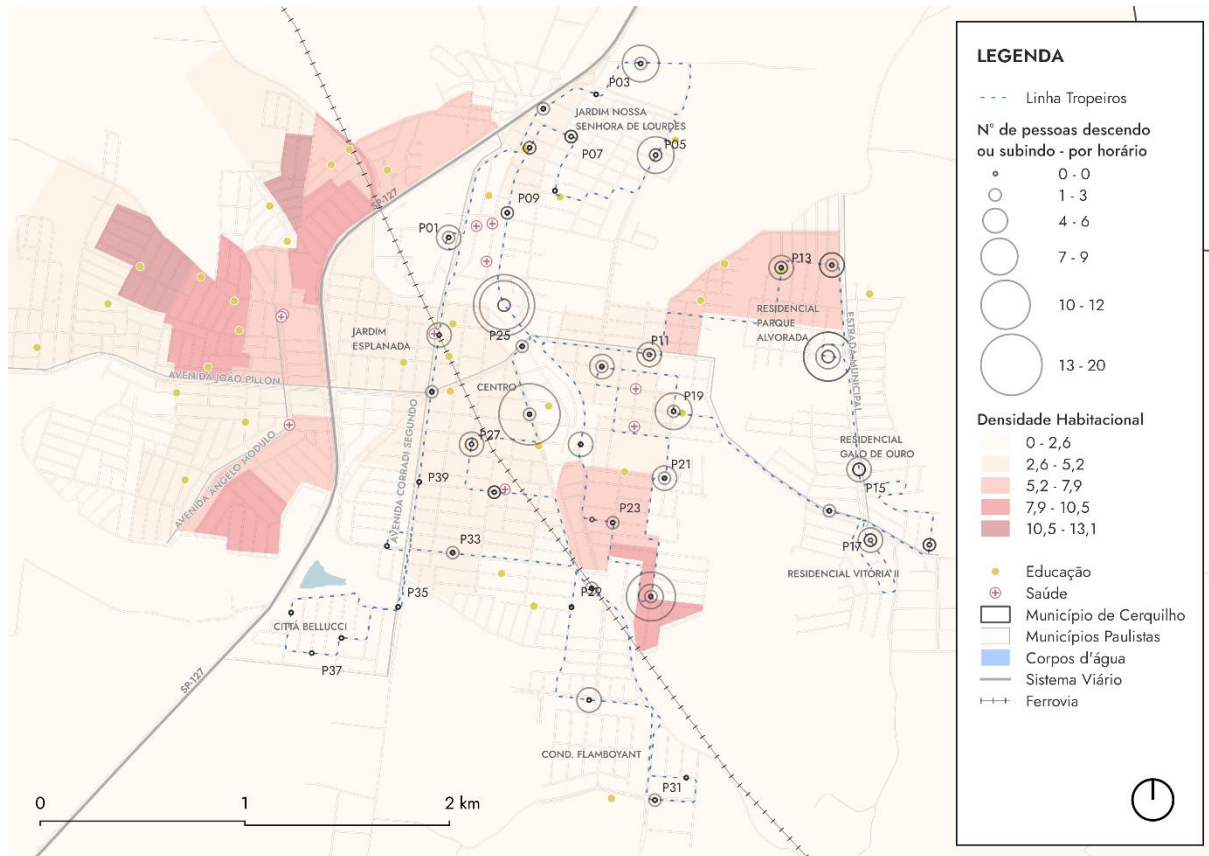 P03
JARDIM NOSSA
SENHORA DE LOURDES
P07
P05
SP-127
P09
P01
P13
RESIDENCIAL
PARQUE
ALVORADA
ESTRADA MUNICIPAL
JARDIM
ESPLANADA
P25
P11
AVENIDA JOÃO PILLON
CENTRO
P19
AVENIDA CORRADI SEGUNDO
P27
RESIDENCIAL
GALO DE OURO
AVENIDA ANGELO MODULO
P39
P21
P15
P23
P33
P17
RESIDENCIAL VITÓRIA II
P29
P35
CITTÀ BELLUCCI
P37
SP-127
COND. FLAMBOYANT
P31
0 1 2 km
LEGENDA
Linha Tropeiros
N° de pessoas descendo
ou subindo - por horário
0 - 0
1 - 3
4 - 6
7 - 9
10 - 12
13 - 20
Densidade Habitacional
0 - 2,6
2,6 - 5,2
5,2 - 7,9
7,9 - 10,5
10,5 - 13,1
Educação
Saúde
Município de Cerquilho
Municípios Paulistas
Corpos d'água
Sistema Viário
Ferrovia